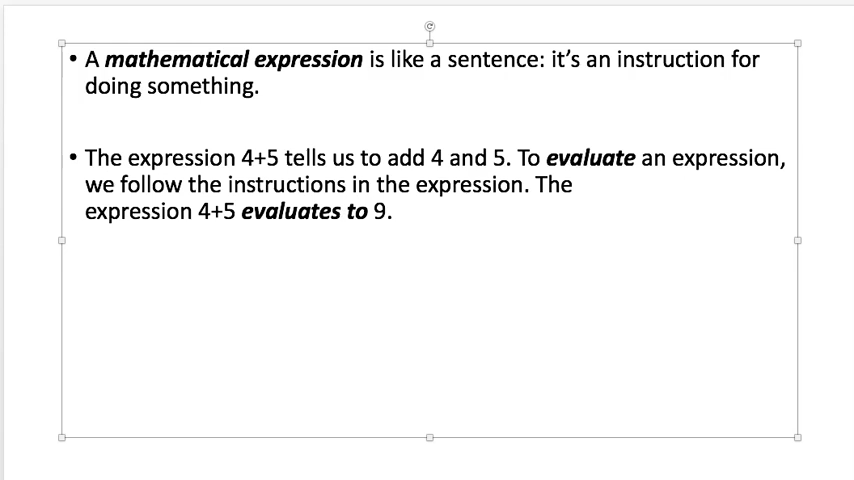 • A mathematical expression is like a sentence: it’s an instruction for
doing something.
• The expression 4+5 tells us to add 4 and 5. To evaluate an expression,
we follow the instructions in the expression. The
expression 4+5 evaluates to 9.